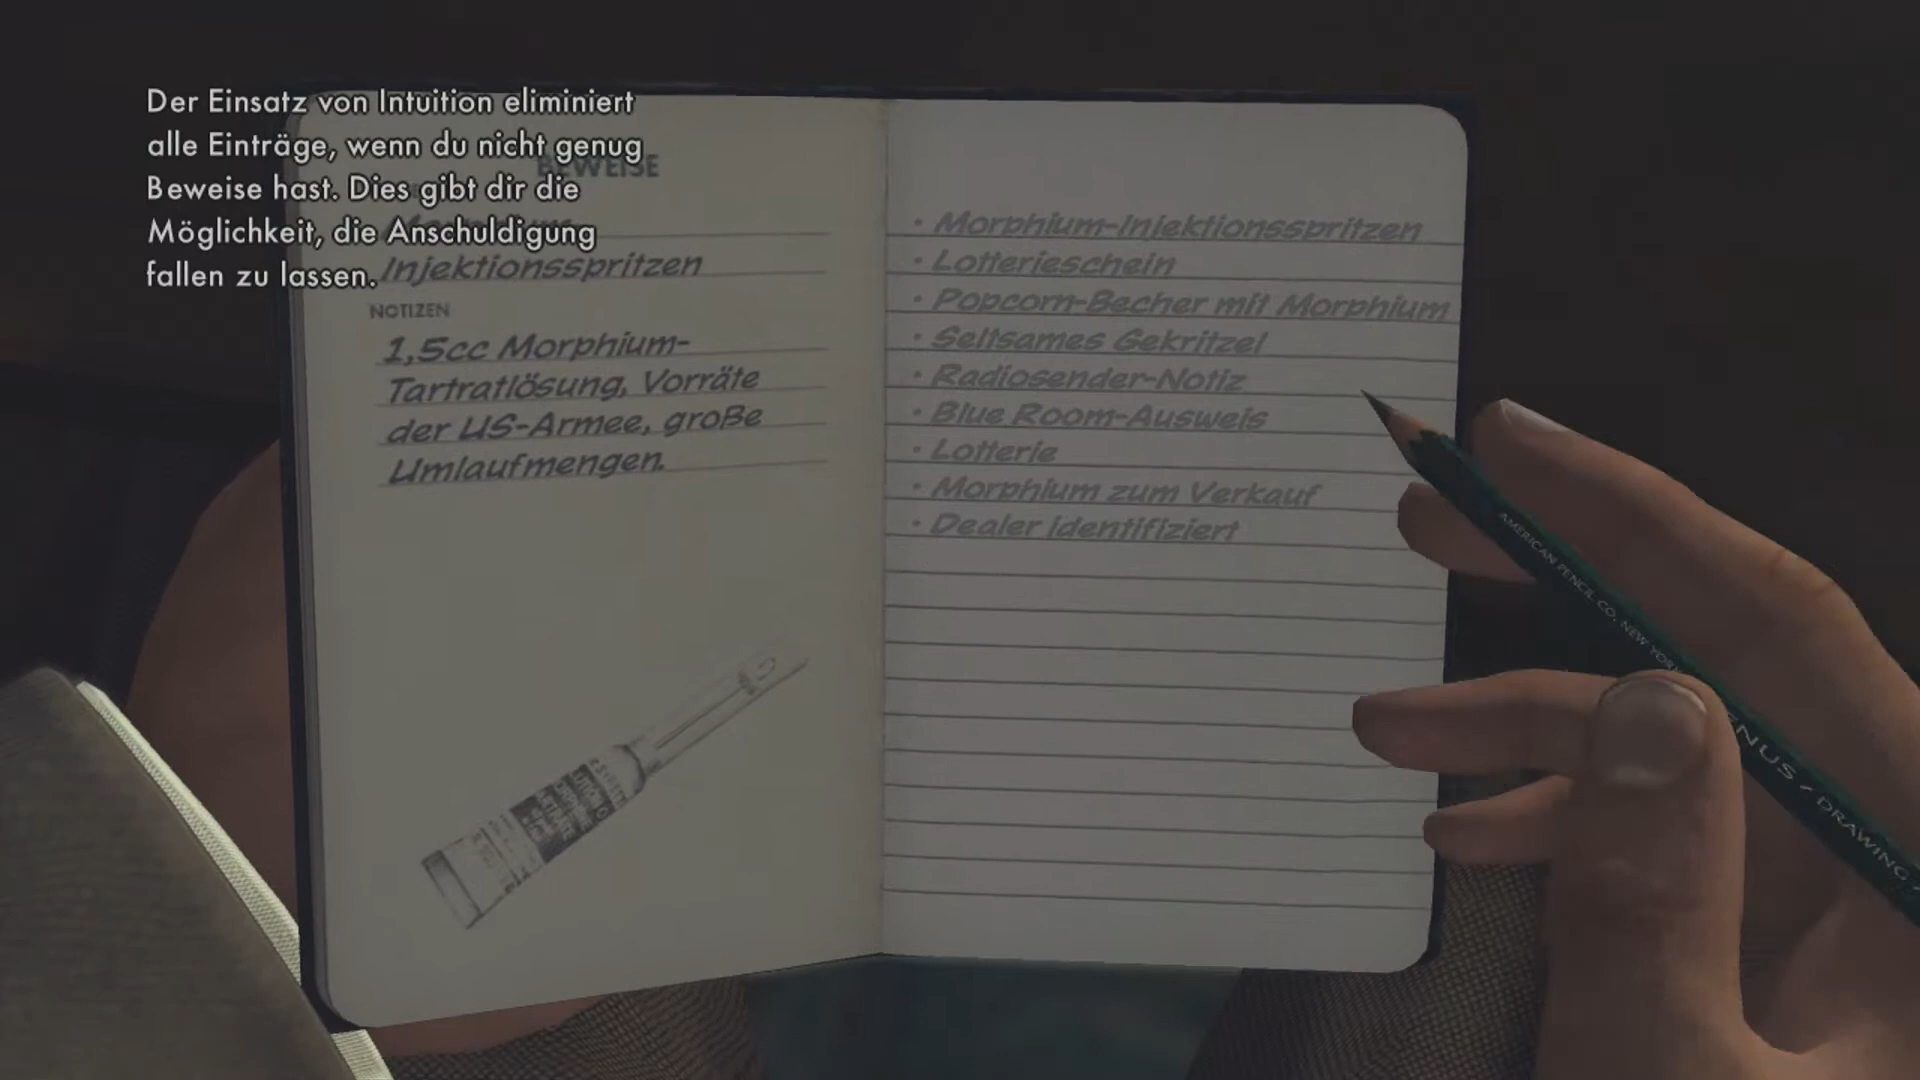 Der Einsatz von Intuition eliminiert
alle Einträge, wenn du nicht genug
Beweise hast. Dies gibt dir die
Möglichkeit, die Anschuldigung
fallen zu lassen.
BEWEISE
Injektionsspritzen
NOTIZEN
1,5cc Morphium-
Tartratlösung, Vorräte
der US-Armee, große
Umlaufmengen.
• Morphium-Injektionsspritzen
• Lotterieschein
• Popcorn-Becher mit Morphium
• Seltsames Gekritzel
• Radiosender-Notiz
• Blue Room-Ausweis
• Lotterie
• Morphium zum Verkauf
• Dealer identifiziert
AMERICAN PENCIL CO. NEW YORK
ENUS / DRAWING